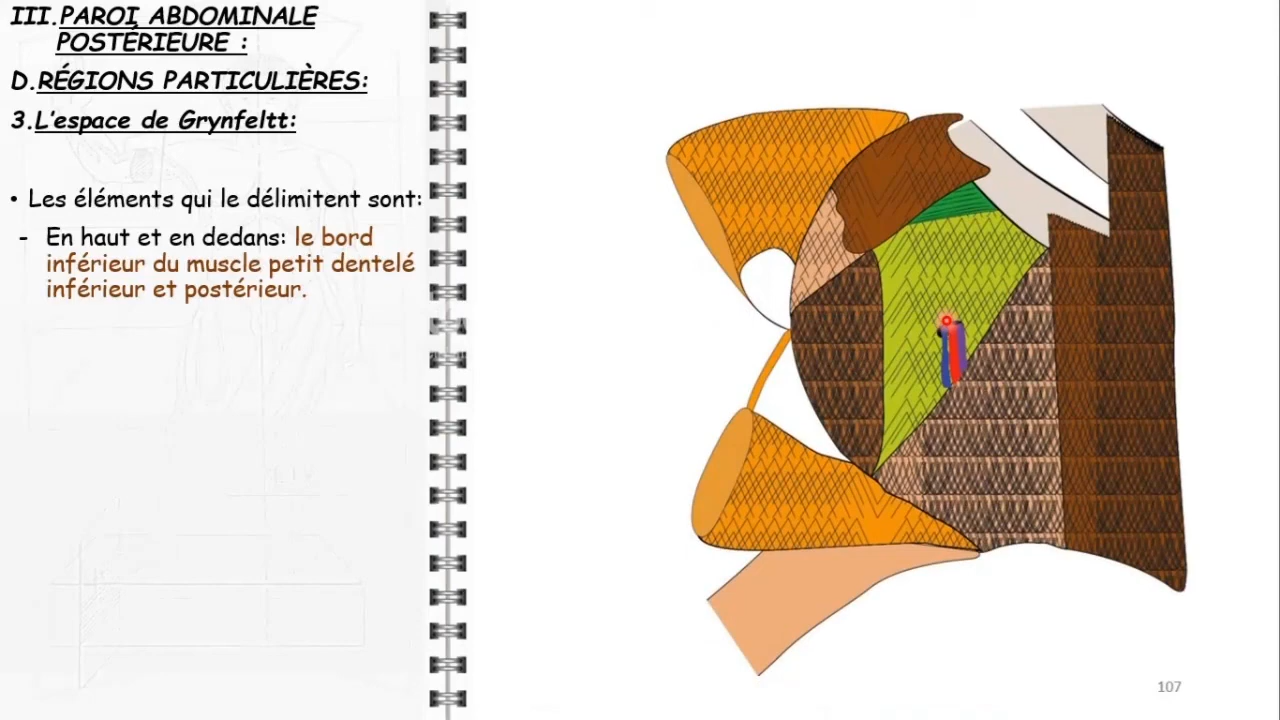 III.PAROI ABDOMINALE
POSTÉRIEURE :
D.RÉGIONS PARTICULIÈRES:
3.L'espace de Grynfeltt:
• Les éléments qui le délimitent sont:
- En haut et en dedans: le bord
inférieur du muscle petit dentelé
inférieur et postérieur.
107